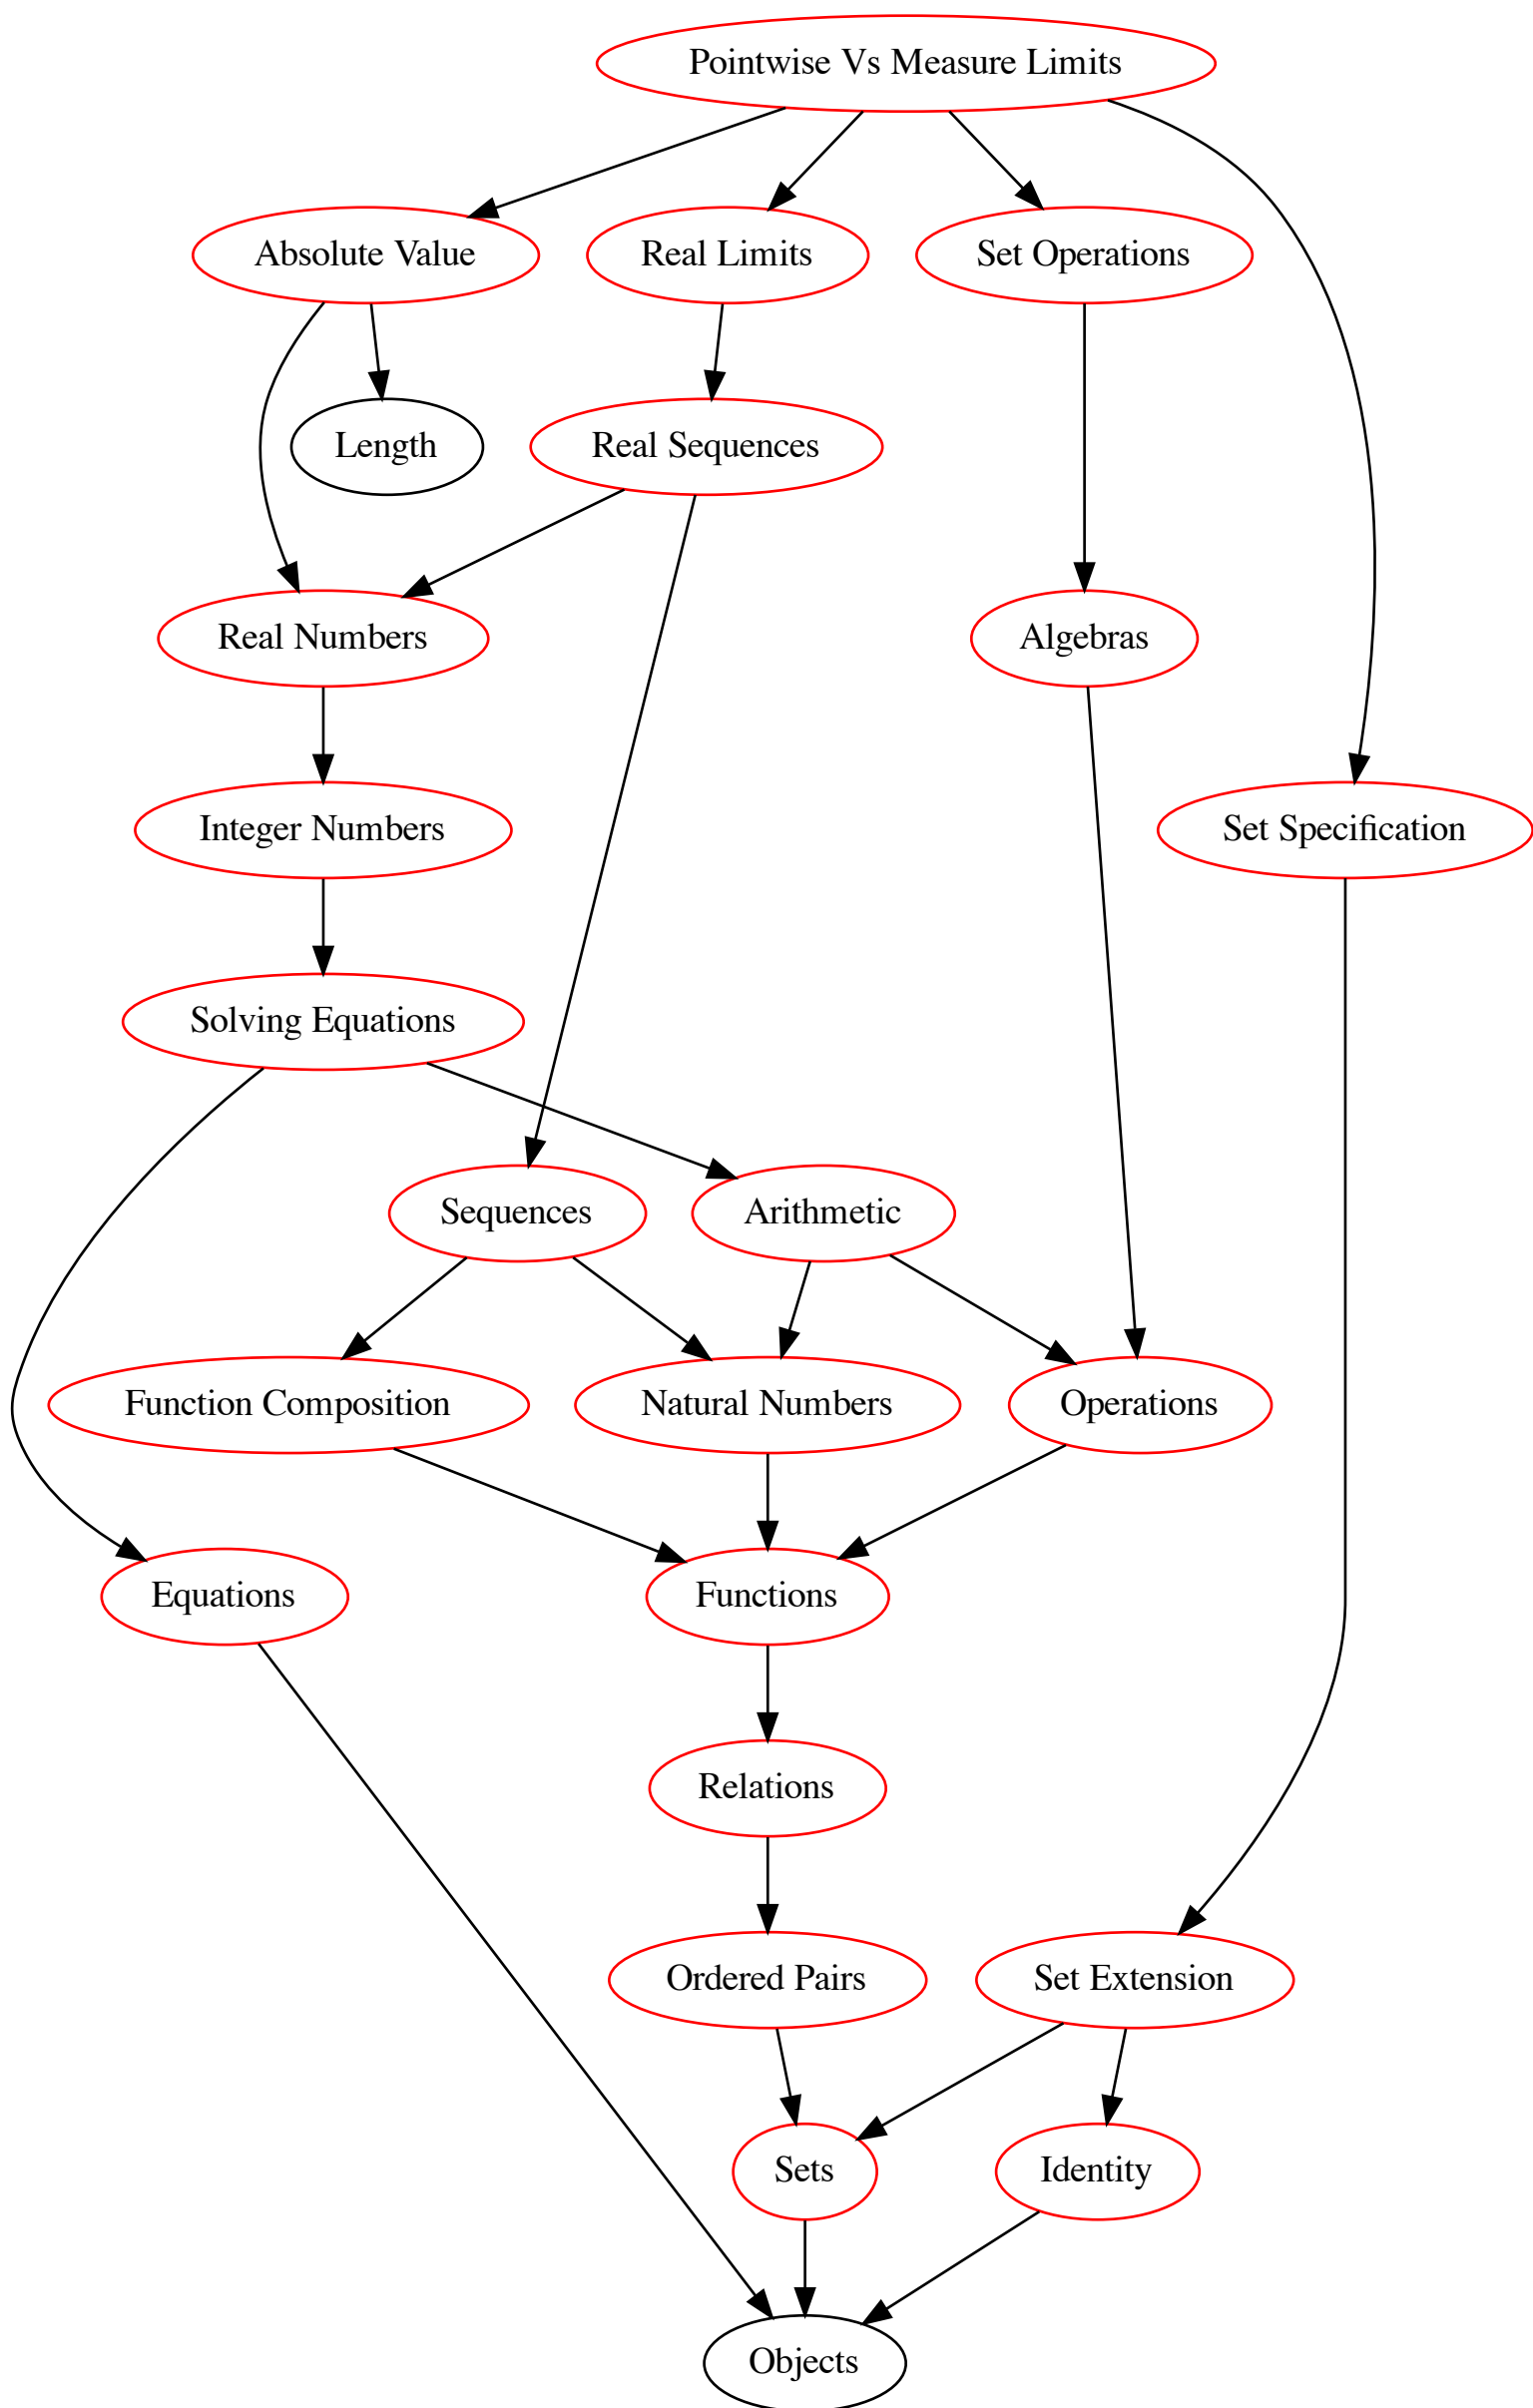 Pointwise Vs Measure Limits
Absolute Value
Real Limits
Set Operations
Length
Real Sequences
Real Numbers
Algebras
Integer Numbers
Set Specification
Solving Equations
Sequences
Arithmetic
Function Composition
Natural Numbers
Operations
Equations
Functions
Relations
Ordered Pairs
Set Extension
Sets
Identity
Objects